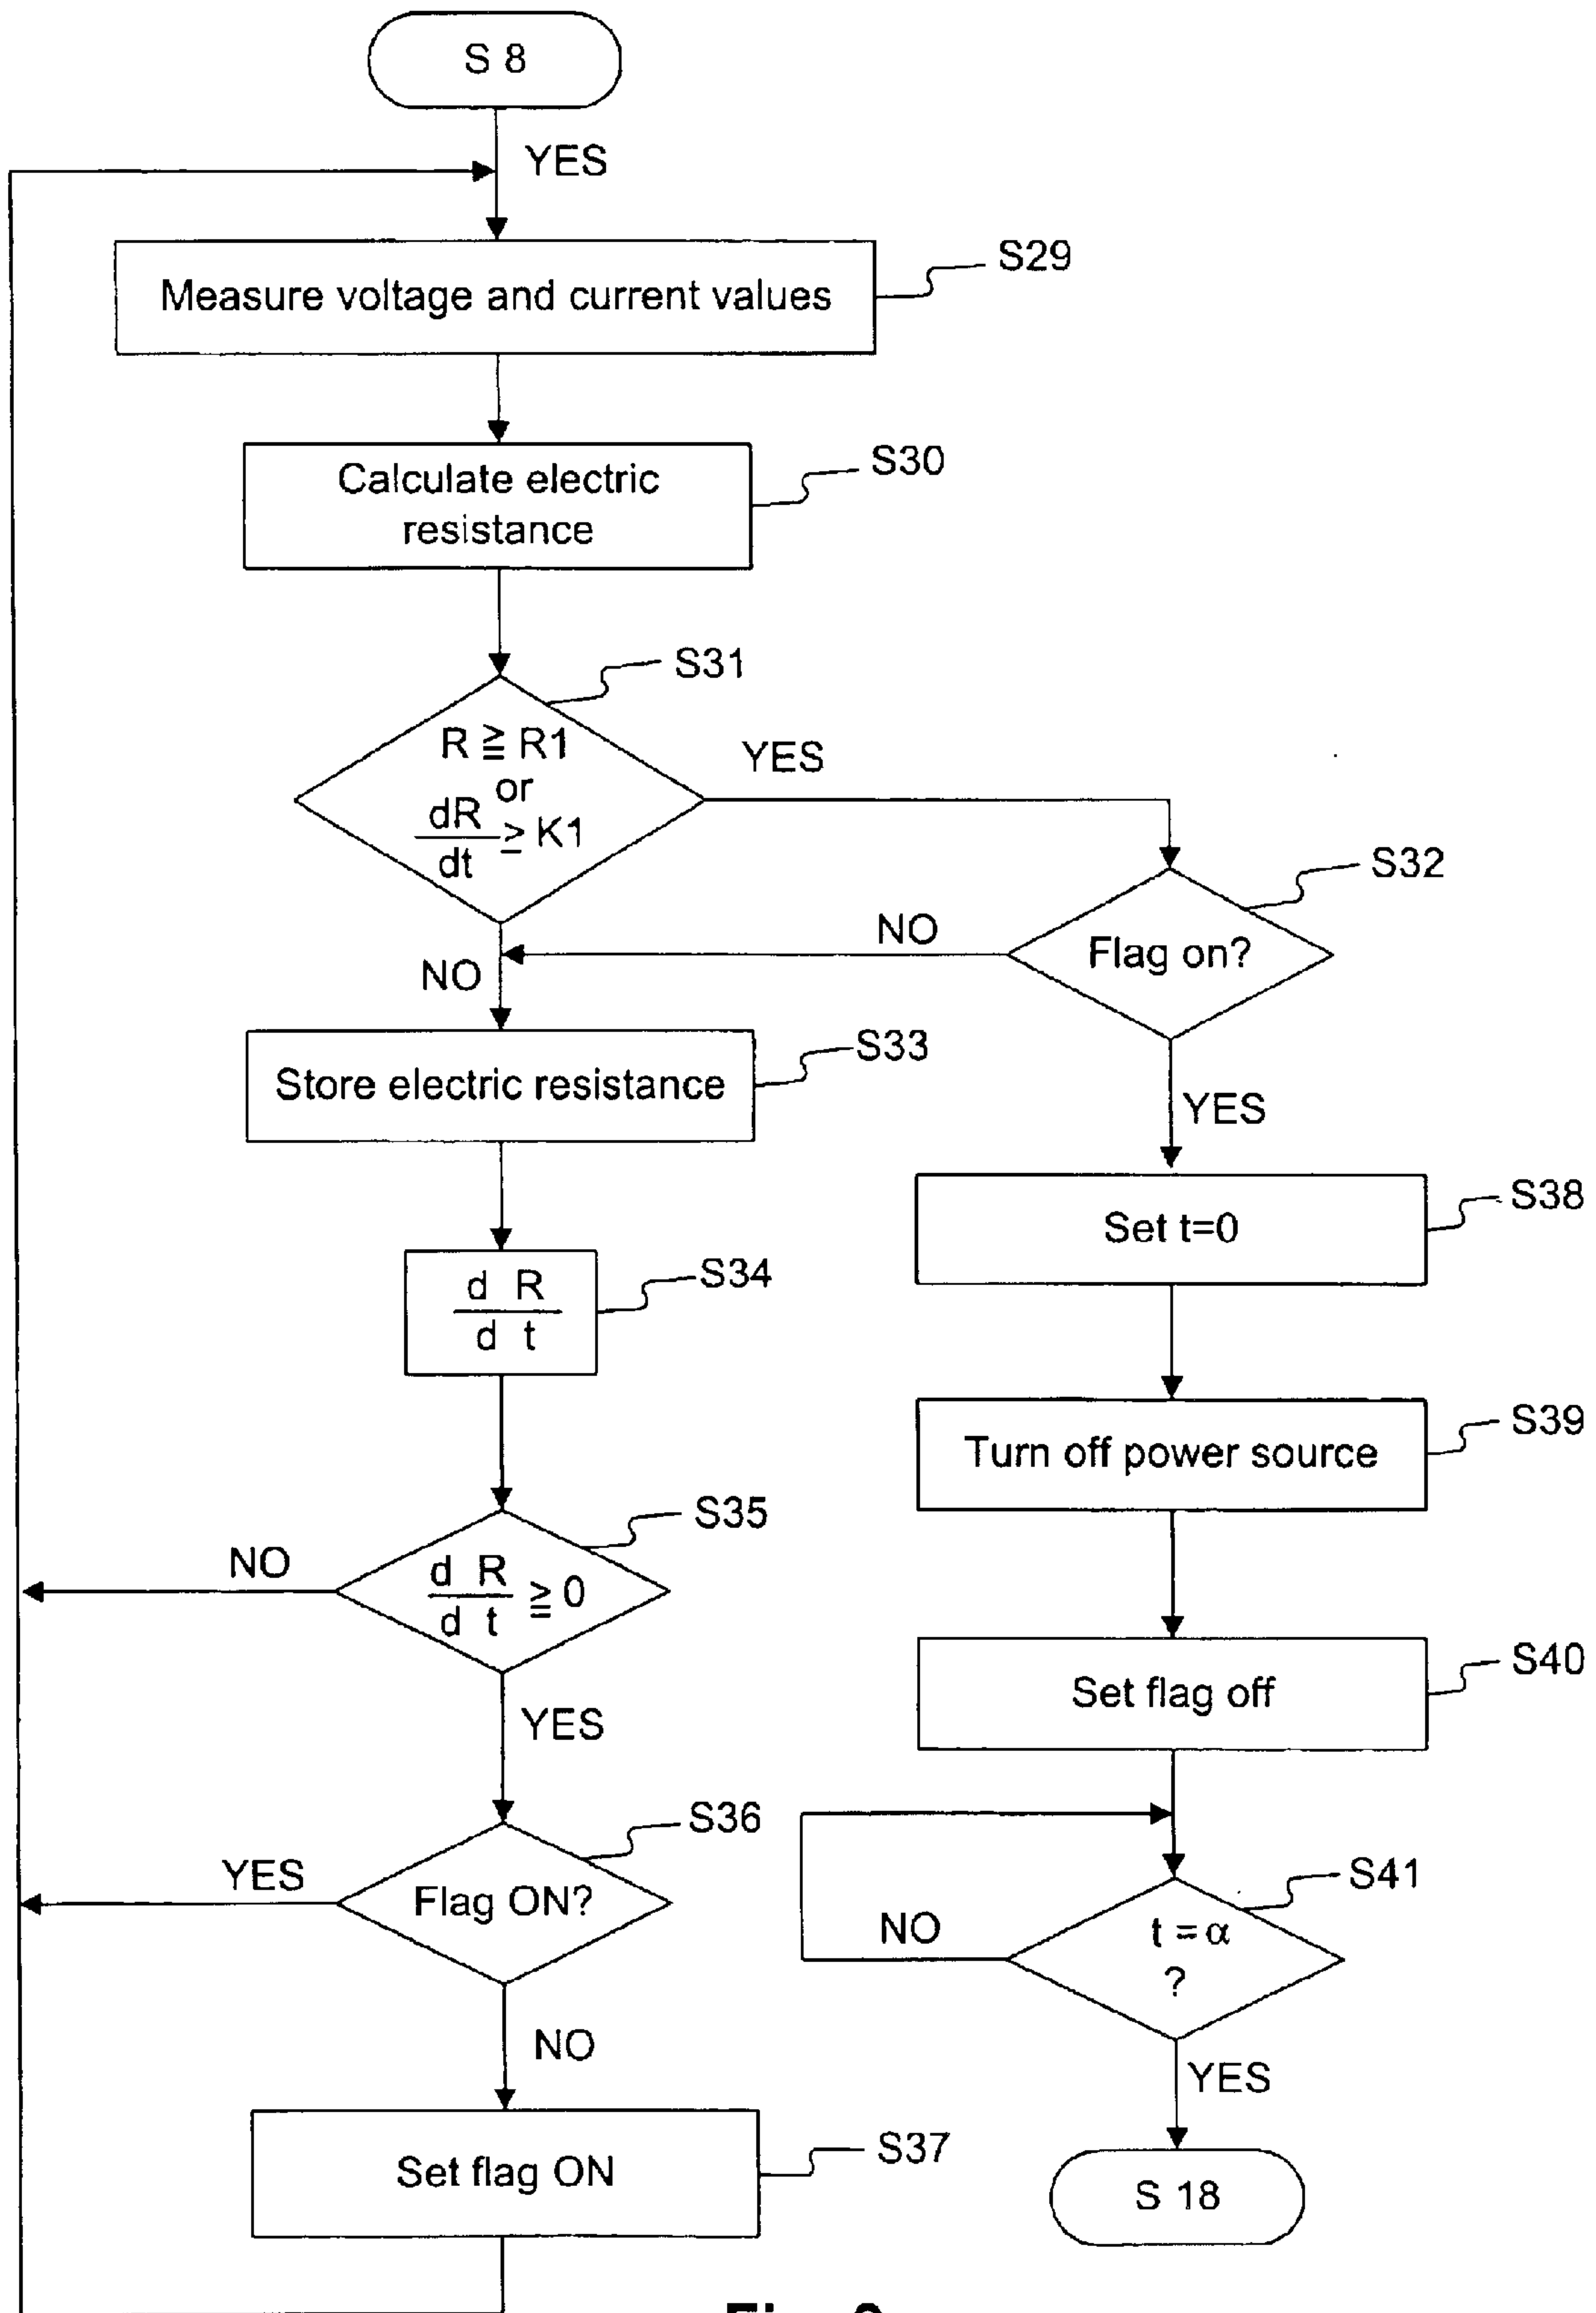 S 8
YES
Measure voltage and current values
S29
Calculate electric
resistance
S30
S31
R ≧ R1
or
dR
dt
≥ K1
YES
S32
Flag on?
NO
NO
YES
Store electric resistance
S33
Set t=0
S38
d R
d t
S34
Turn off power source
S39
S35
d R
d t
≧ 0
NO
YES
Set flag off
S40
S36
Flag ON?
YES
NO
S41
t = α
?
NO
YES
Set flag ON
S37
S 18